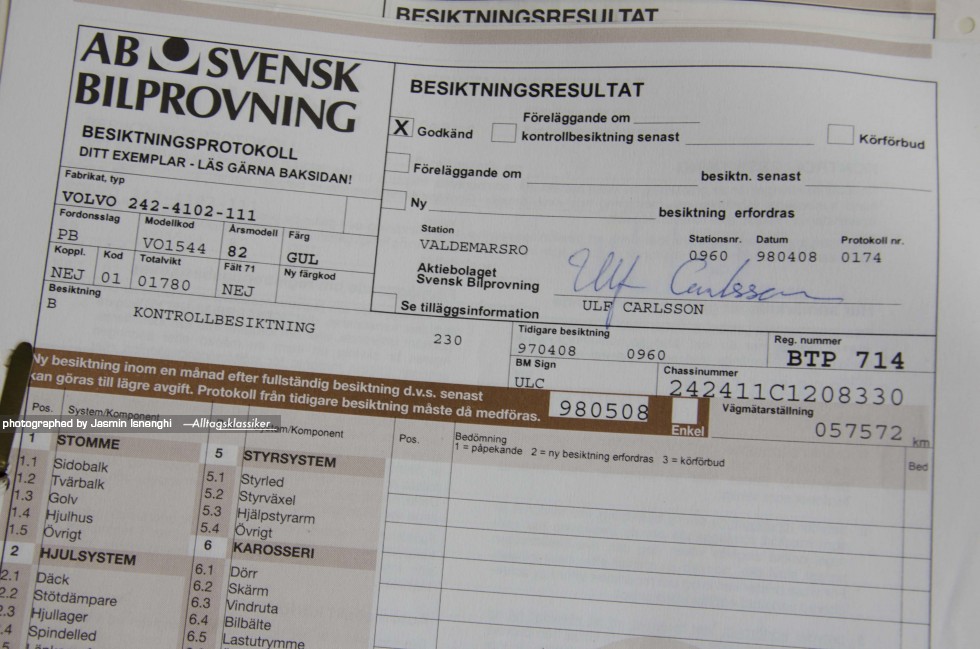 BESIKTNINGSRESULTAT
AB SVENSK
BILPROVNING
BESIKTNINGSPROTOKOLL
DITT EXEMPLAR - LÄS GÄRNA BAKSIDAN!
Fabrikat, typ
VOLVO 242-4102-111
Fordonsslag Modellkod Årsmodell Färg
PB VO1544 82 GUL
Koppl. Kod Totalvikt Fält 71 Ny färgkod
NEJ 01 01780 NEJ
Besiktning
B KONTROLLBESIKTNING 230
BESIKTNINGSRESULTAT
X Godkänd
Föreläggande om
kontrollbesiktning senast
Körförbud
Föreläggande om besiktn. senast
Ny besiktning erfordras
Station Stationsnr. Datum Protokoll nr.
VALDEMARSRO 0960 980408 0174
Aktiebolaget
Svensk Bilprovning
Ulf Carlsson
ULF CARLSSON
Se tilläggsinformation
Tidigare besiktning Reg. nummer
970408 0960 BTP 714
BM Sign Chassinummer
ULC 242411C1208330
Ny besiktning inom en månad efter fullständig besiktning d.v.s. senast
kan göras till lägre avgift. Protokoll från tidigare besiktning måste då medföras.
980508
Enkel
Vägmätarställning
057572 km
photographed by Jasmin Isnenghi —Alltagsklassiker
Pos. System/Komponent
1 STOMME
1.1 Sidobalk
1.2 Tvärbalk
1.3 Golv
1.4 Hjulhus
1.5 Övrigt
2 HJULSYSTEM
2.1 Däck
2.2 Stötdämpare
2.3 Hjullager
2.4 Spindelled
5 STYRSYSTEM
5.1 Styrled
5.2 Styrväxel
5.3 Hjälpstyrarm
5.4 Övrigt
6 KAROSSERI
6.1 Dörr
6.2 Skärm
6.3 Vindruta
6.4 Bilbälte
6.5 Lastutrymme
Pos. Bedömning
1 = påpekande 2 = ny besiktning erfordras 3 = körförbud
Bed